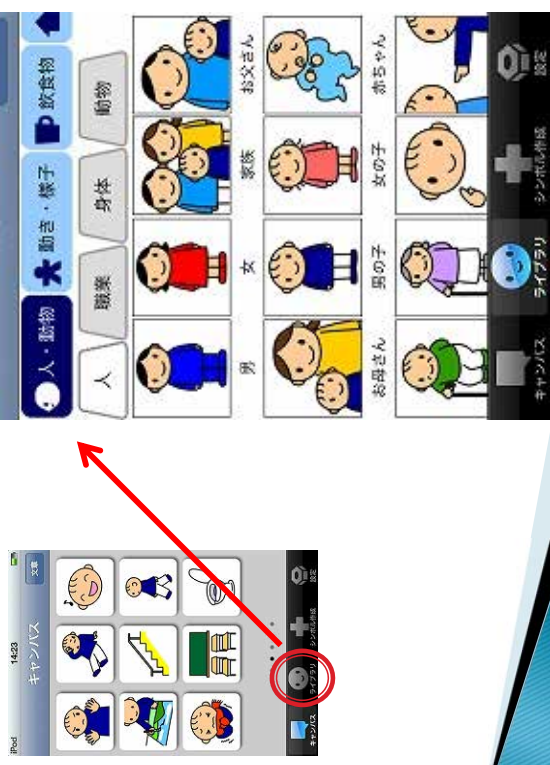 iPod 14:23
キャンバス 文章
キャンバス ライブラリ シンボル作成 設定
人・動物 動き・様子 飲食物
人 職業 身体 動物
男 女 家族 お父さん
お母さん 男の子 女の子 赤ちゃん
キャンバス ライブラリ シンボル作成 設定